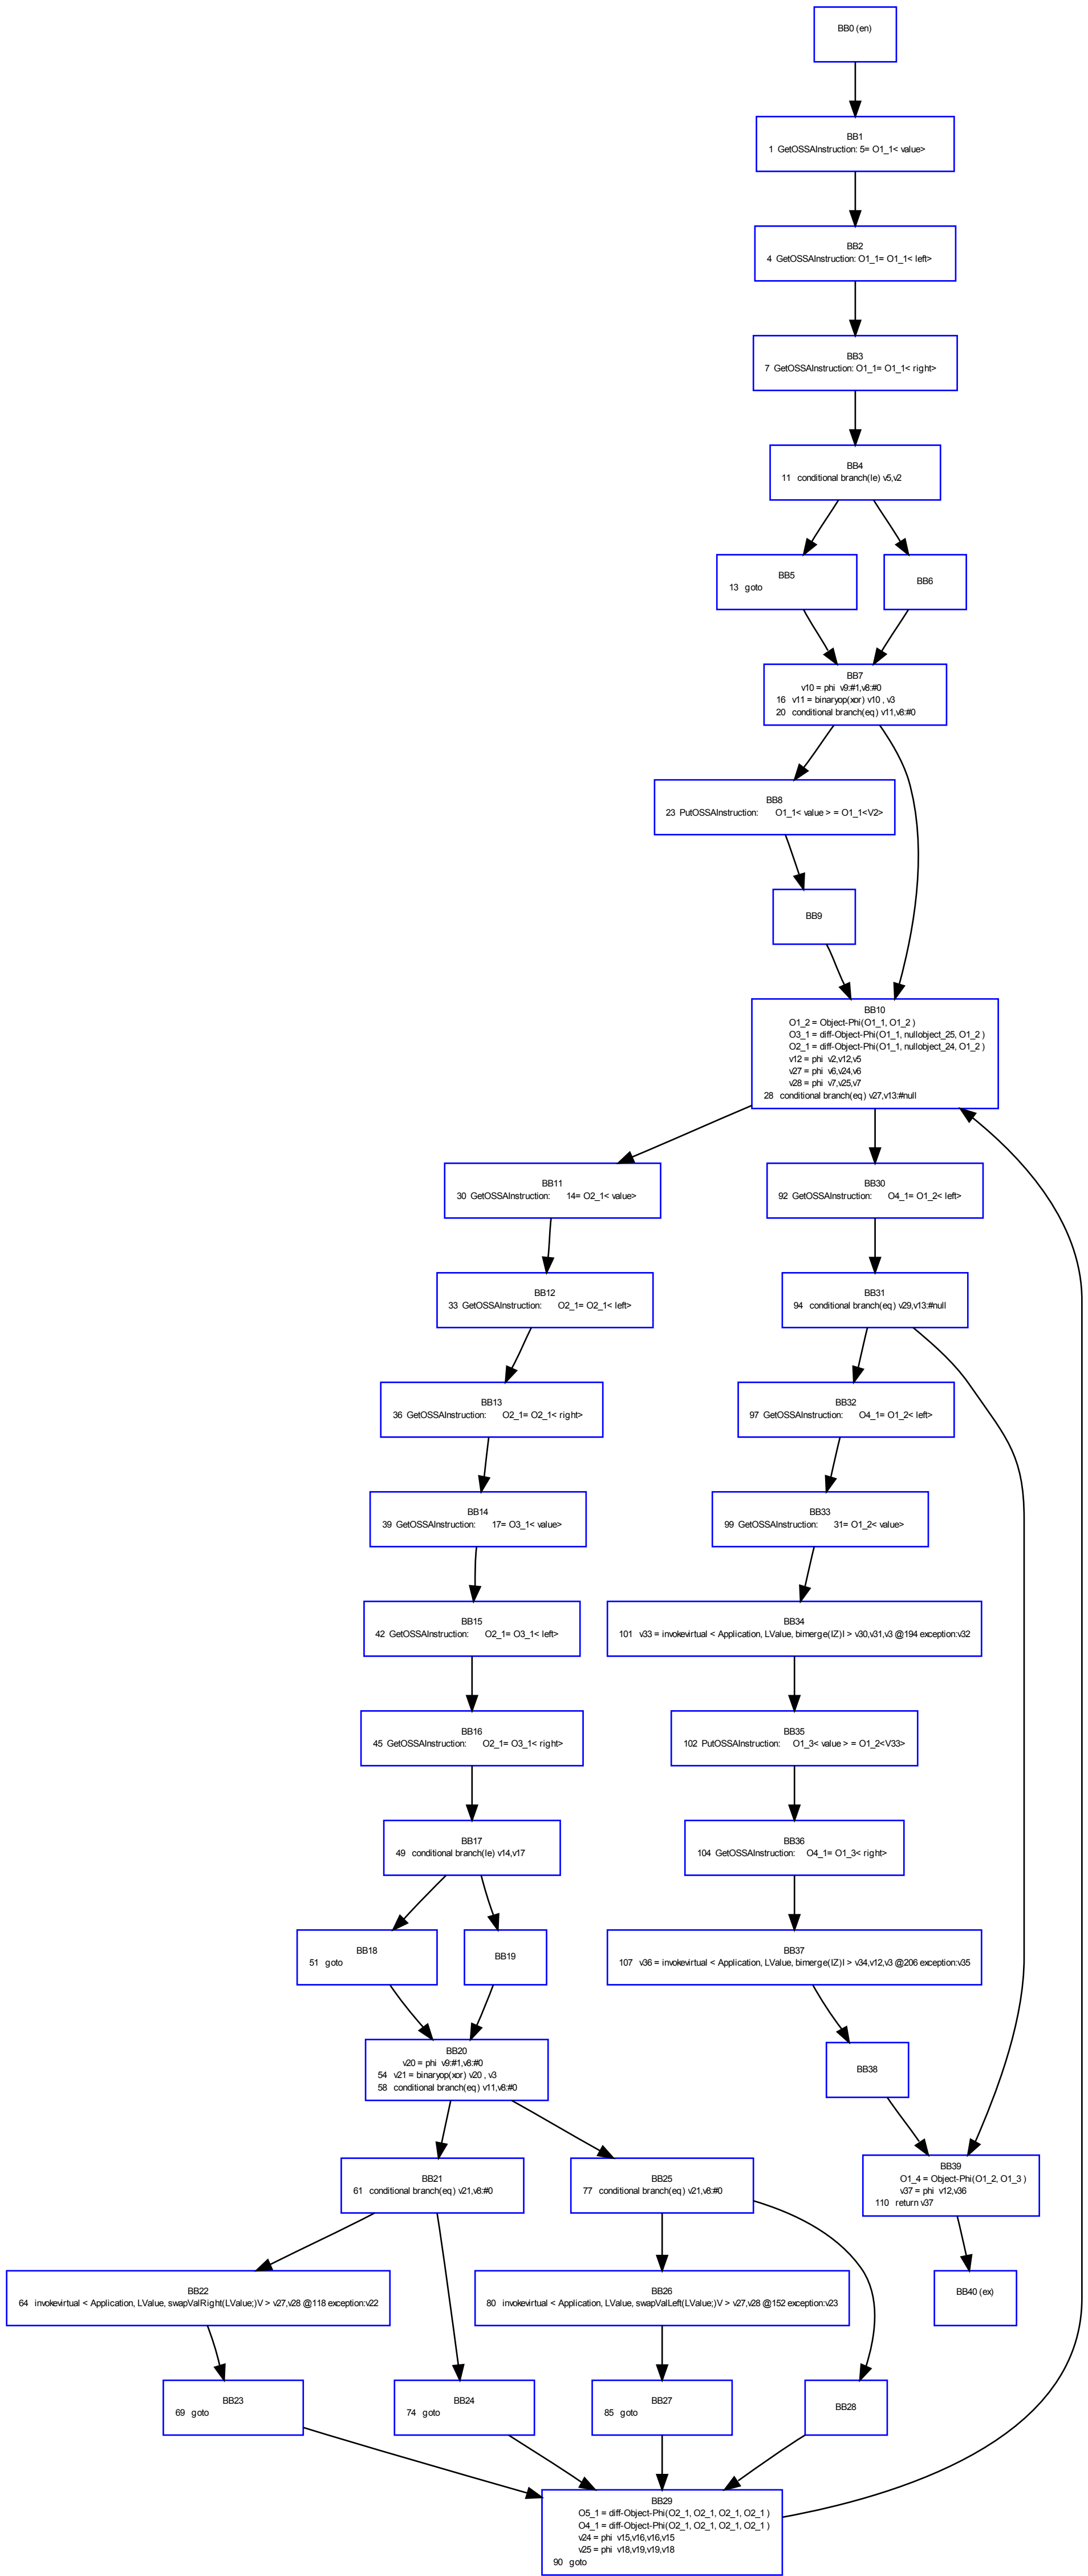 BB0 (en)
BB1
1 GetOSSAInstruction: 5= O1_1< value>
BB2
4 GetOSSAInstruction: O1_1= O1_1< left>
BB3
7 GetOSSAInstruction: O1_1= O1_1< right>
BB4
11 conditional branch(le) v5,v2
BB5
13 goto
BB6
BB7
v10 = phi v9:#1,v8:#0
16 v11 = binaryop(xor) v10 , v3
20 conditional branch(eq) v11,v8:#0
BB8
23 PutOSSAInstruction: O1_1< value > = O1_1<V2>
BB9
BB10
O1_2 = Object-Phi(O1_1, O1_2 )
O3_1 = diff-Object-Phi(O1_1, nullobject_25, O1_2 )
O2_1 = diff-Object-Phi(O1_1, nullobject_24, O1_2 )
v12 = phi v2,v12,v5
v27 = phi v6,v24,v6
v28 = phi v7,v25,v7
28 conditional branch(eq) v27,v13:#null
BB11
30 GetOSSAInstruction: 14= O2_1< value>
BB30
92 GetOSSAInstruction: O4_1= O1_2< left>
BB12
33 GetOSSAInstruction: O2_1= O2_1< left>
BB31
94 conditional branch(eq) v29,v13:#null
BB13
36 GetOSSAInstruction: O2_1= O2_1< right>
BB32
97 GetOSSAInstruction: O4_1= O1_2< left>
BB14
39 GetOSSAInstruction: 17= O3_1< value>
BB33
99 GetOSSAInstruction: 31= O1_2< value>
BB15
42 GetOSSAInstruction: O2_1= O3_1< left>
BB34
101 v33 = invokevirtual < Application, LValue, bimerge(IZ)I > v30,v31,v3 @194 exception:v32
BB16
45 GetOSSAInstruction: O2_1= O3_1< right>
BB35
102 PutOSSAInstruction: O1_3< value > = O1_2<V33>
BB17
49 conditional branch(le) v14,v17
BB36
104 GetOSSAInstruction: O4_1= O1_3< right>
BB18
51 goto
BB19
BB37
107 v36 = invokevirtual < Application, LValue, bimerge(IZ)I > v34,v12,v3 @206 exception:v35
BB20
v20 = phi v9:#1,v8:#0
54 v21 = binaryop(xor) v20 , v3
58 conditional branch(eq) v11,v8:#0
BB38
BB21
61 conditional branch(eq) v21,v8:#0
BB25
77 conditional branch(eq) v21,v8:#0
BB39
O1_4 = Object-Phi(O1_2, O1_3 )
v37 = phi v12,v36
110 return v37
BB22
64 invokevirtual < Application, LValue, swapValRight(LValue;)V > v27,v28 @118 exception:v22
BB26
80 invokevirtual < Application, LValue, swapValLeft(LValue;)V > v27,v28 @152 exception:v23
BB40 (ex)
BB23
69 goto
BB24
74 goto
BB27
85 goto
BB28
BB29
O5_1 = diff-Object-Phi(O2_1, O2_1, O2_1, O2_1 )
O4_1 = diff-Object-Phi(O2_1, O2_1, O2_1, O2_1 )
v24 = phi v15,v16,v16,v15
v25 = phi v18,v19,v19,v18
90 goto